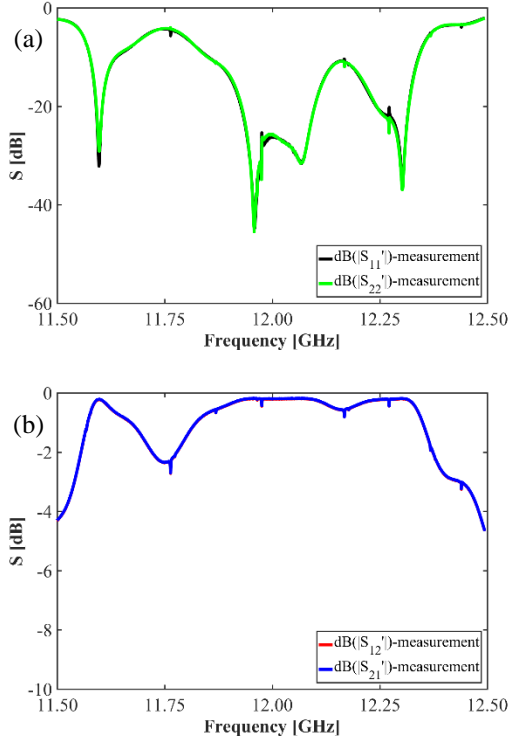 (a)
0
-20
-40
-60
S [dB]
dB(|S11'|)-measurement
dB(|S22'|)-measurement
11.50 11.75 12.00 12.25 12.50
Frequency [GHz]
(b)
0
-2
-4
-6
-8
-10
S [dB]
dB(|S12'|)-measurement
dB(|S21'|)-measurement
11.50 11.75 12.00 12.25 12.50
Frequency [GHz]